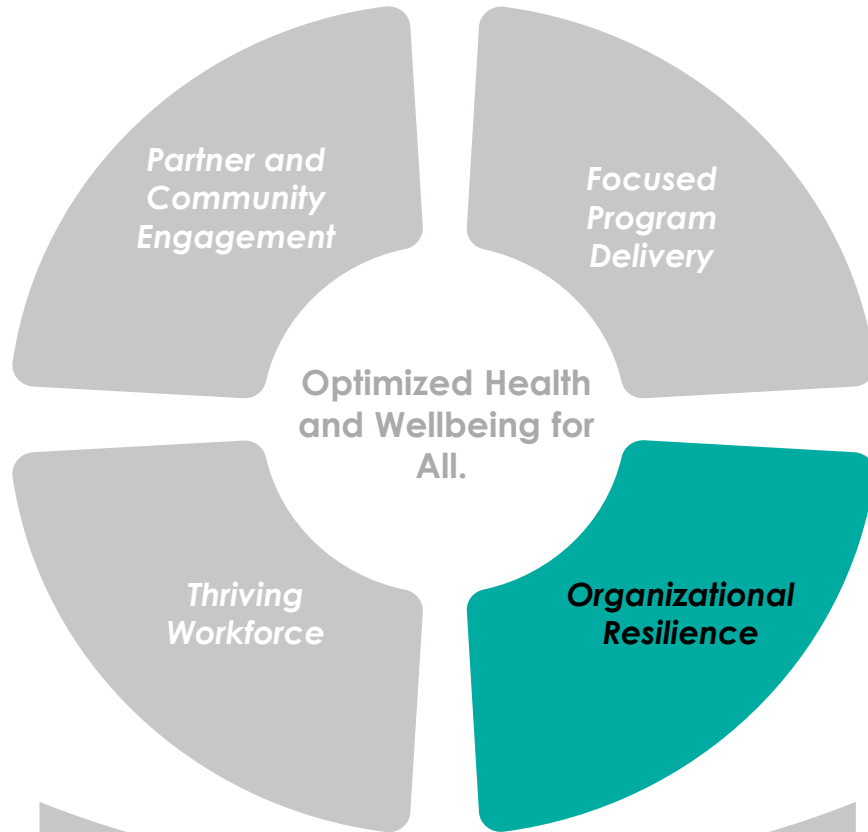 Partner and
Community
Engagement
Focused
Program
Delivery
Optimized Health
and Wellbeing for
All.
Thriving
Workforce
Organizational
Resilience